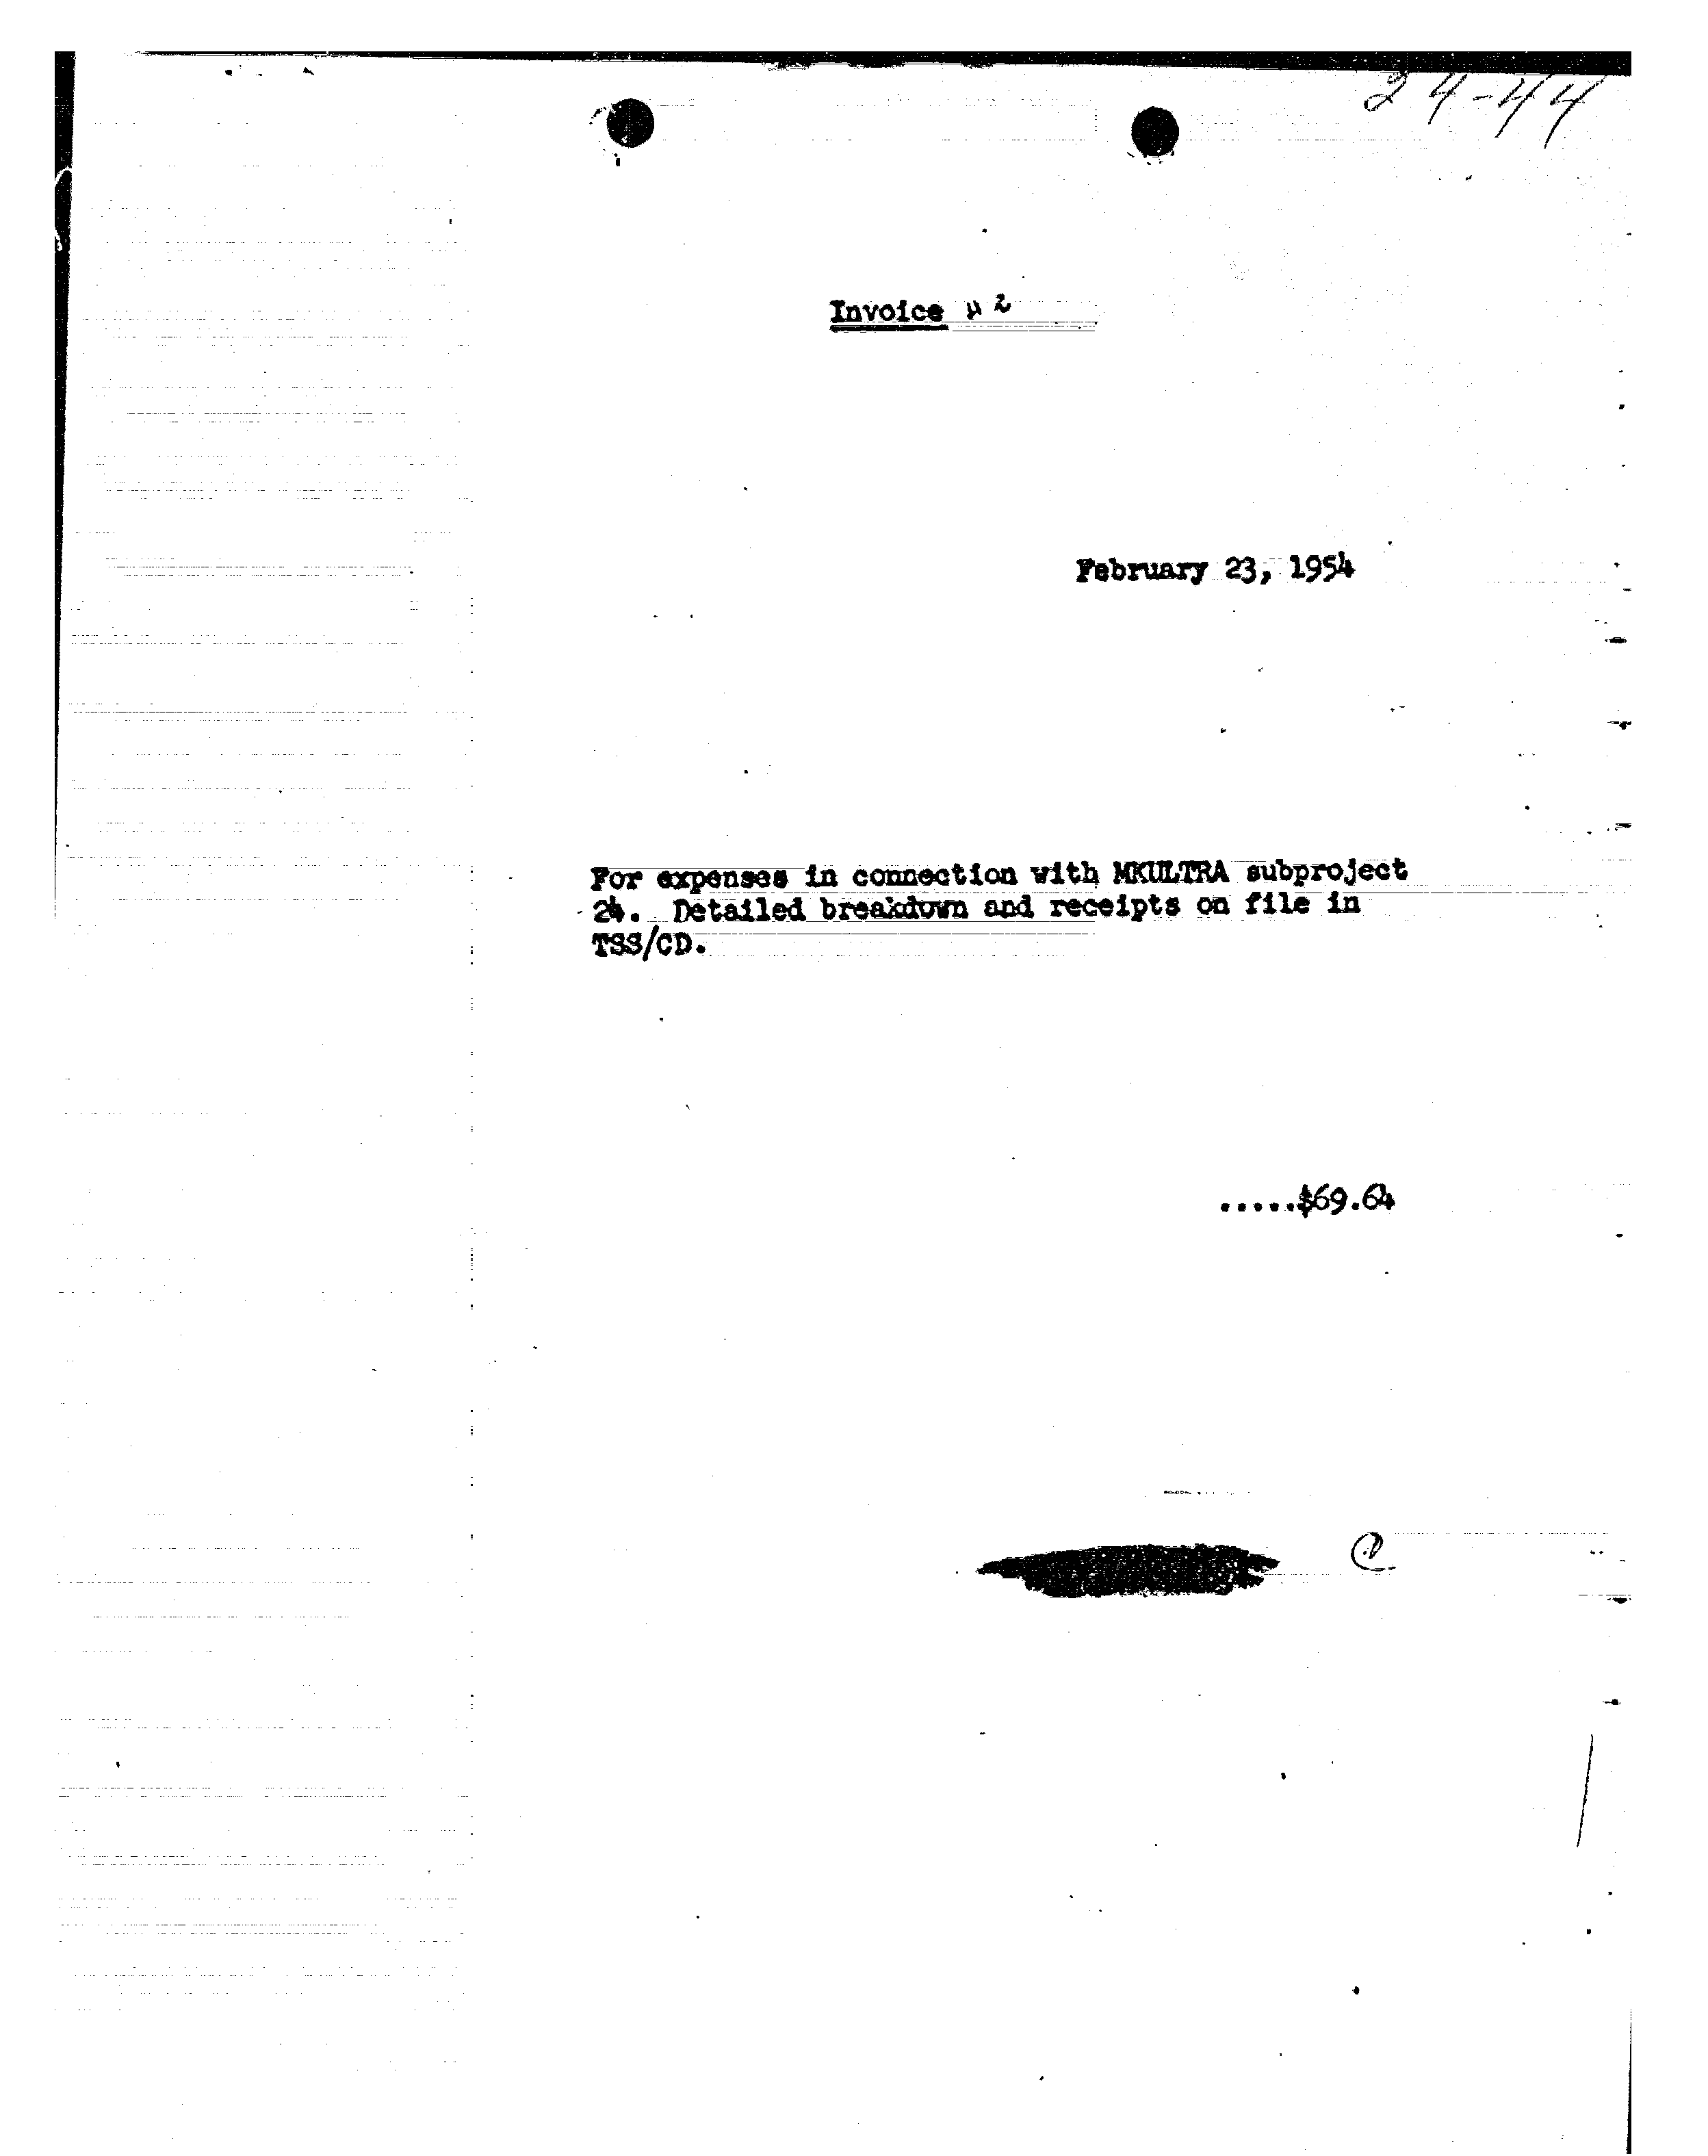 24-44
Invoice # 2
February 23, 1954
For expenses in connection with MKULTRA subproject
24. Detailed breakdown and receipts on file in
TSS/CD.
.....$69.64